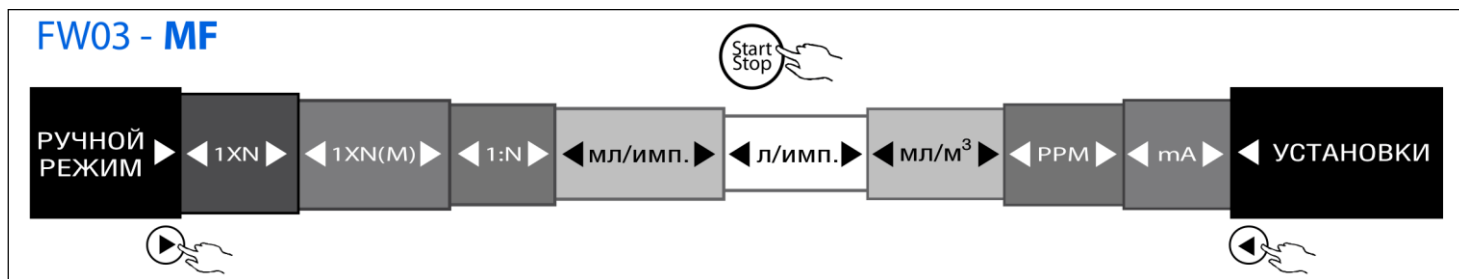 FW03 - MF
Start
Stop
РУЧНОЙ
РЕЖИМ
1XN
1XN(M)
1:N
мл/имп.
л/имп.
мл/м³
PPM
mA
УСТАНОВКИ